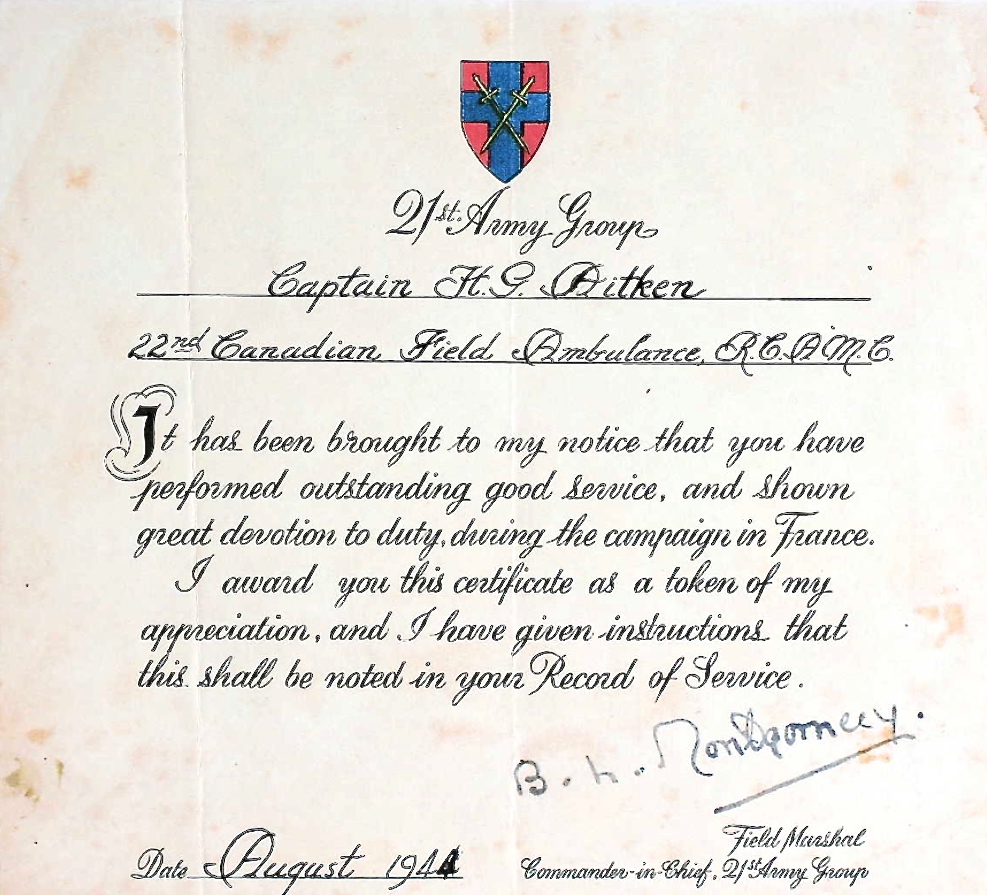 21st. Army Group
Captain H.G. Aitken
22nd Canadian Field Ambulance, R.C.A.M.C.
It has been brought to my notice that you have
performed outstanding good service, and shown
great devotion to duty, during the campaign in France.
I award you this certificate as a token of my
appreciation, and I have given instructions that
this shall be noted in your Record of Service.
B. L. Montgomery.
Field Marshal
Commander-in-Chief, 21st Army Group
Date August 1944